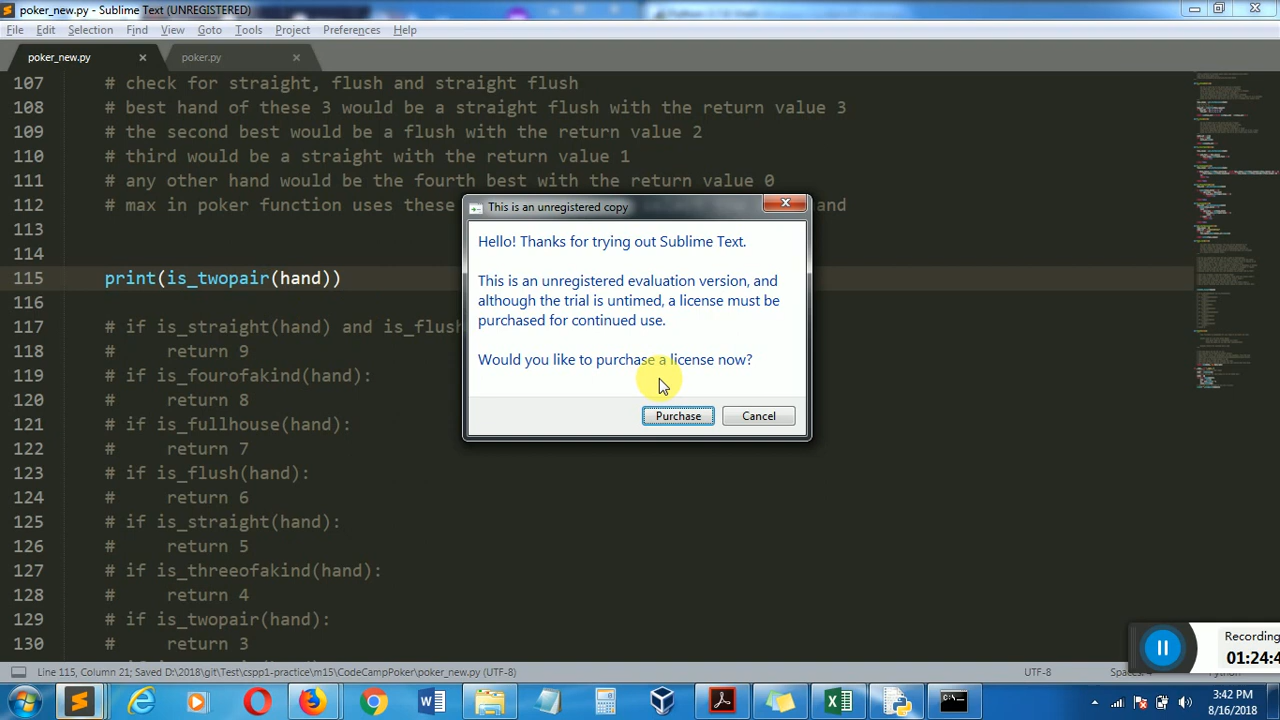 poker_new.py - Sublime Text (UNREGISTERED)
File Edit Selection Find View Goto Tools Project Preferences Help
poker_new.py
poker.py
107 # check for straight, flush and straight flush
108 # best hand of these 3 would be a straight flush with the return value 3
109 # the second best would be a flush with the return value 2
110 # third would be a straight with the return value 1
111 # any other hand would be the fourth best with the return value 0
112 # max in poker function uses these and
113
114
115 print(is_twopair(hand))
116
117 # if is_straight(hand) and is_flush
118 # return 9
119 # if is_fourofakind(hand):
120 # return 8
121 # if is_fullhouse(hand):
122 # return 7
123 # if is_flush(hand):
124 # return 6
125 # if is_straight(hand):
126 # return 5
127 # if is_threeofakind(hand):
128 # return 4
129 # if is_twopair(hand):
130 # return 3
This is an unregistered copy
Hello! Thanks for trying out Sublime Text.
This is an unregistered evaluation version, and
although the trial is untimed, a license must be
purchased for continued use.
Would you like to purchase a license now?
Purchase
Cancel
Recording
01:24:4
Line 115, Column 21; Saved D:\2018\git\Test\cspp1-practice\m15\CodeCampPoker\poker_new.py (UTF-8)
UTF-8
3:42 PM
8/16/2018